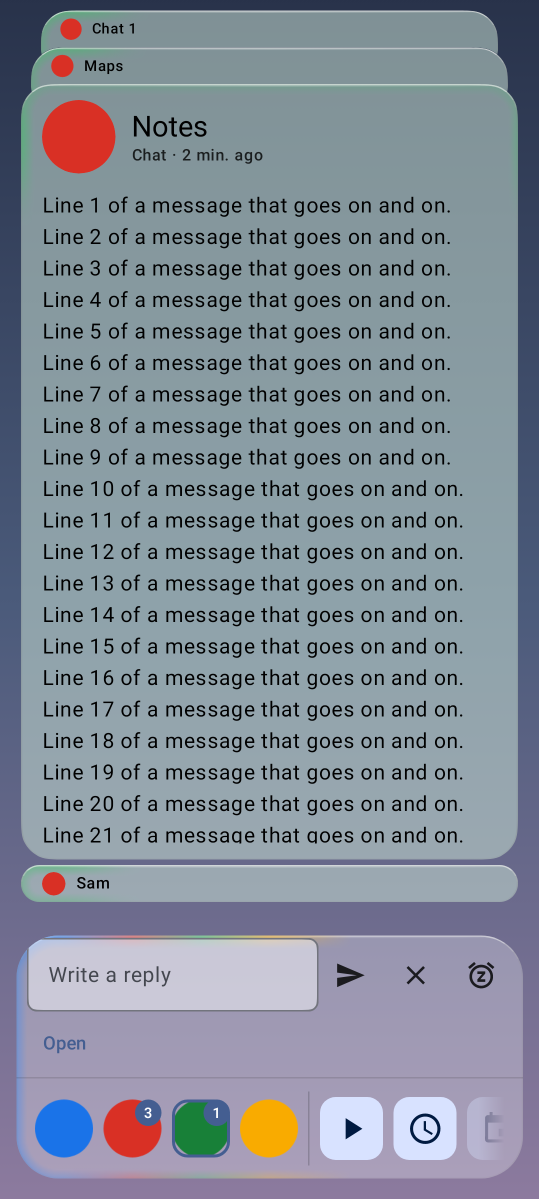 Chat 1
Maps
Notes
Chat · 2 min. ago
Line 1 of a message that goes on and on.
Line 2 of a message that goes on and on.
Line 3 of a message that goes on and on.
Line 4 of a message that goes on and on.
Line 5 of a message that goes on and on.
Line 6 of a message that goes on and on.
Line 7 of a message that goes on and on.
Line 8 of a message that goes on and on.
Line 9 of a message that goes on and on.
Line 10 of a message that goes on and on.
Line 11 of a message that goes on and on.
Line 12 of a message that goes on and on.
Line 13 of a message that goes on and on.
Line 14 of a message that goes on and on.
Line 15 of a message that goes on and on.
Line 16 of a message that goes on and on.
Line 17 of a message that goes on and on.
Line 18 of a message that goes on and on.
Line 19 of a message that goes on and on.
Line 20 of a message that goes on and on.
Line 21 of a message that goes on and on.
Sam
Write a reply
Open
3 1